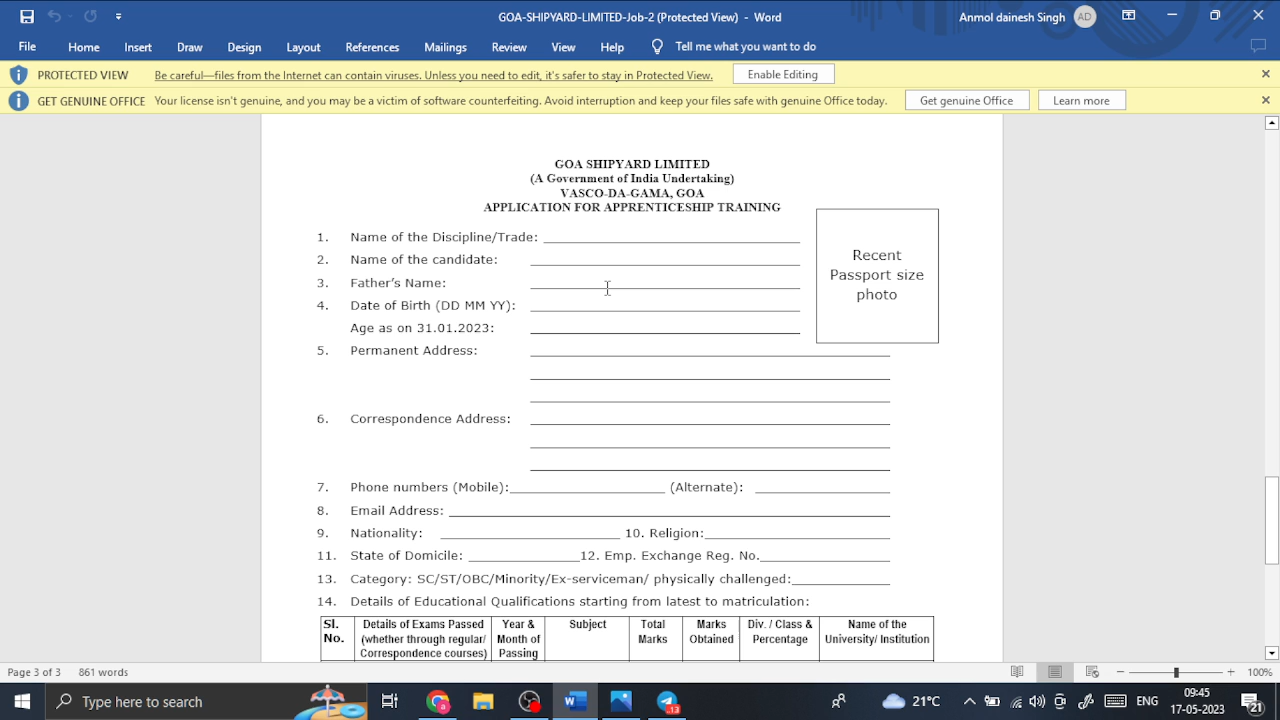 GOA-SHIPYARD-LIMITED-Job-2 (Protected View) - Word
Anmol dainesh Singh AD
File Home Insert Draw Design Layout References Mailings Review View Help Tell me what you want to do
PROTECTED VIEW Be careful—files from the Internet can contain viruses. Unless you need to edit, it's safer to stay in Protected View. Enable Editing
GET GENUINE OFFICE Your license isn't genuine, and you may be a victim of software counterfeiting. Avoid interruption and keep your files safe with genuine Office today. Get genuine Office Learn more
GOA SHIPYARD LIMITED
(A Government of India Undertaking)
VASCO-DA-GAMA, GOA
APPLICATION FOR APPRENTICESHIP TRAINING
Recent
Passport size
photo
1. Name of the Discipline/Trade:
2. Name of the candidate:
3. Father's Name:
4. Date of Birth (DD MM YY):
Age as on 31.01.2023:
5. Permanent Address:
6. Correspondence Address:
7. Phone numbers (Mobile): (Alternate):
8. Email Address:
9. Nationality: 10. Religion:
11. State of Domicile: 12. Emp. Exchange Reg. No.
13. Category: SC/ST/OBC/Minority/Ex-serviceman/ physically challenged:
14. Details of Educational Qualifications starting from latest to matriculation:
Sl. Details of Exams Passed Year & Subject Total Marks Div. / Class & Name of the
No. (whether through regular/ Month of Marks Obtained Percentage University/ Institution
Correspondence courses) Passing
Page 3 of 3 861 words 100%
Type here to search 13 21°C ENG 09:45
17-05-2023 21